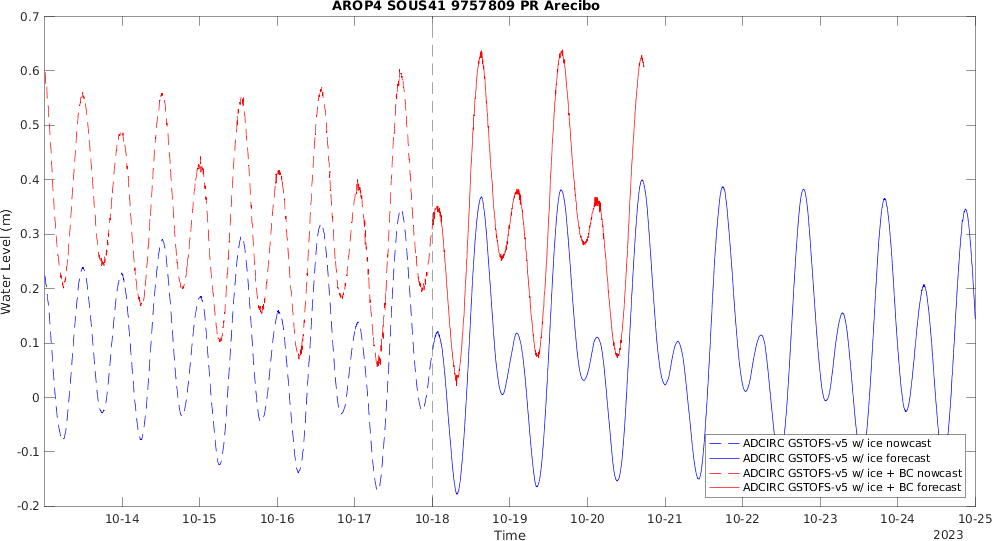 AROP4 SOUS41 9757809 PR Arecibo
0.7
0.6
0.5
0.4
0.3
0.2
0.1
0
-0.1
-0.2
Water Level (m)
10-14 10-15 10-16 10-17 10-18 10-19 10-20 10-21 10-22 10-23 10-24 10-25
Time
2023
ADCIRC GSTOFS-v5 w/ ice nowcast
ADCIRC GSTOFS-v5 w/ ice forecast
ADCIRC GSTOFS-v5 w/ ice + BC nowcast
ADCIRC GSTOFS-v5 w/ ice + BC forecast